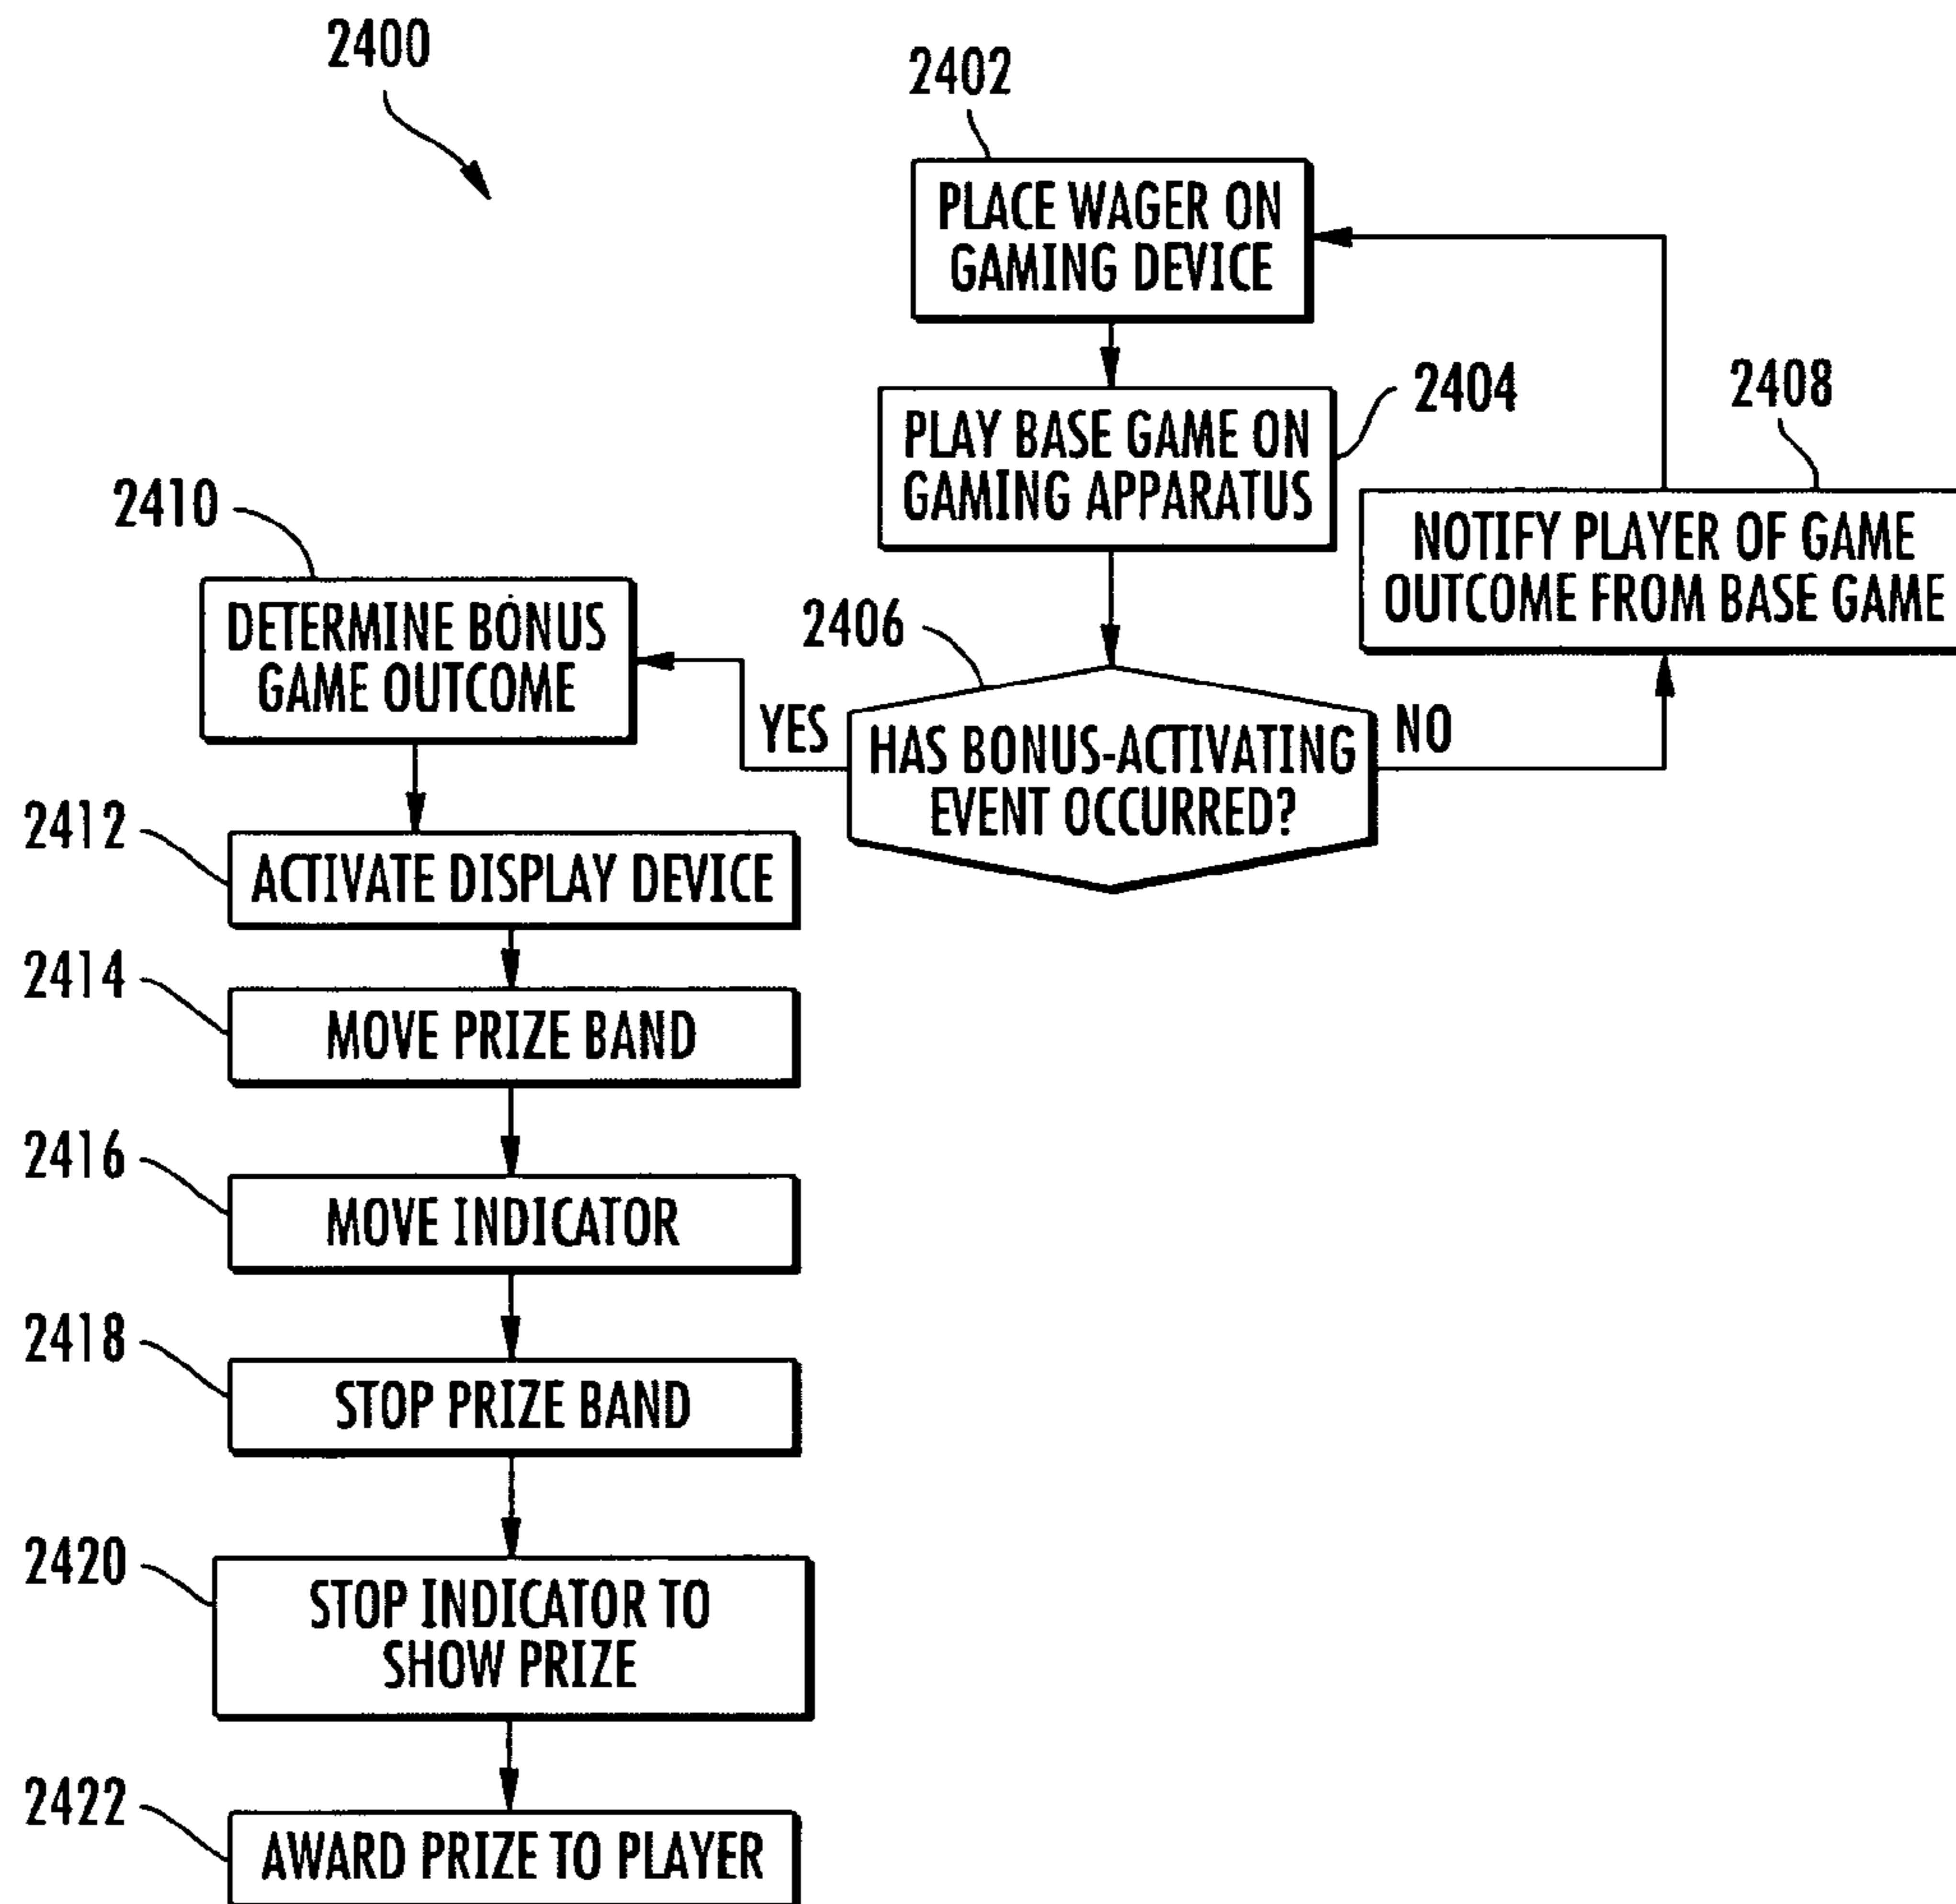 2400
2402
PLACE WAGER ON
GAMING DEVICE
2404
PLAY BASE GAME ON
GAMING APPARATUS
2408
NOTIFY PLAYER OF GAME
OUTCOME FROM BASE GAME
2406
HAS BONUS-ACTIVATING
EVENT OCCURRED?
YES
NO
2410
DETERMINE BONUS
GAME OUTCOME
2412
ACTIVATE DISPLAY DEVICE
2414
MOVE PRIZE BAND
2416
MOVE INDICATOR
2418
STOP PRIZE BAND
2420
STOP INDICATOR TO
SHOW PRIZE
2422
AWARD PRIZE TO PLAYER